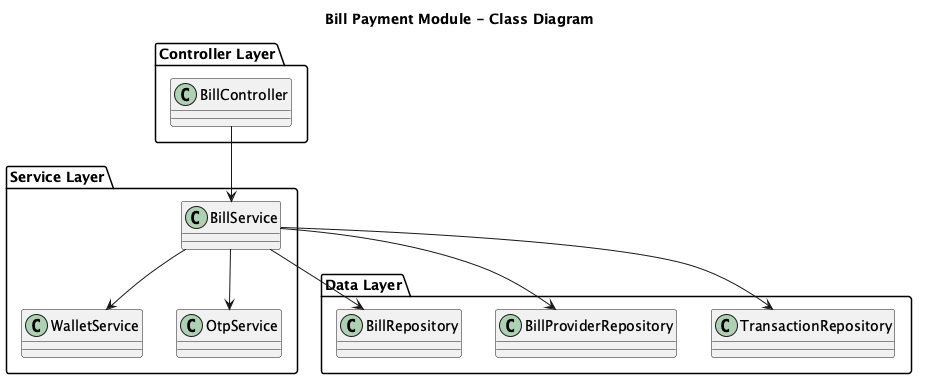 Bill Payment Module - Class Diagram
Controller Layer
C BillController
Service Layer
C BillService
Data Layer
C WalletService
C OtpService
C BillRepository
C BillProviderRepository
C TransactionRepository